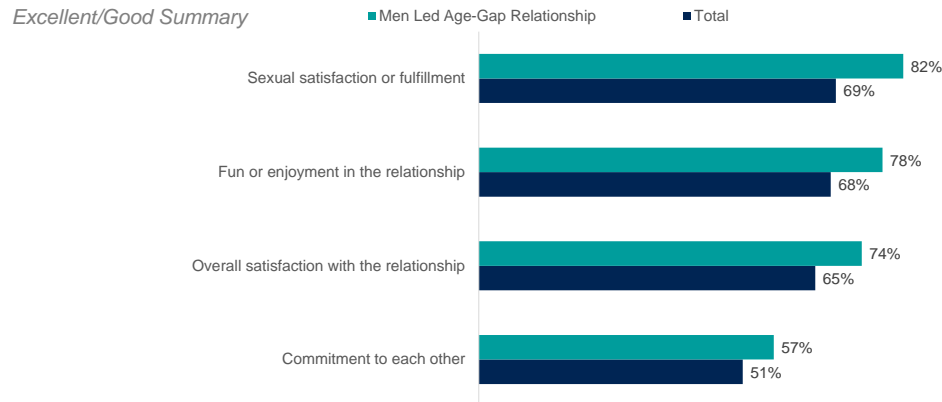 Excellent/Good Summary
Men Led Age-Gap Relationship
Total
Sexual satisfaction or fulfillment
82%
69%
Fun or enjoyment in the relationship
78%
68%
Overall satisfaction with the relationship
74%
65%
Commitment to each other
57%
51%